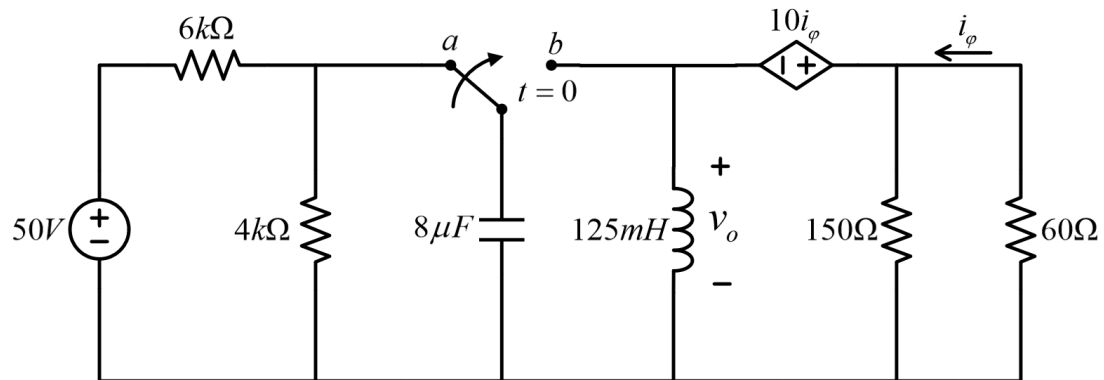 6kΩ
a
b
t = 0
10i_φ
i_φ
50V
+
−
4kΩ
8μF
125mH
+
v_o
−
− +
150Ω
60Ω